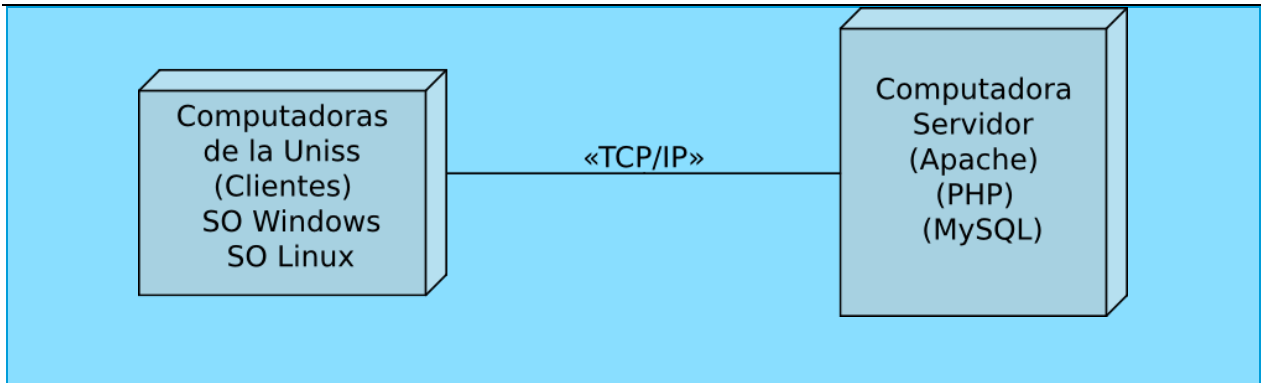 Computadoras
de la Uniss
(Clientes)
SO Windows
SO Linux
«TCP/IP»
Computadora
Servidor
(Apache)
(PHP)
(MySQL)